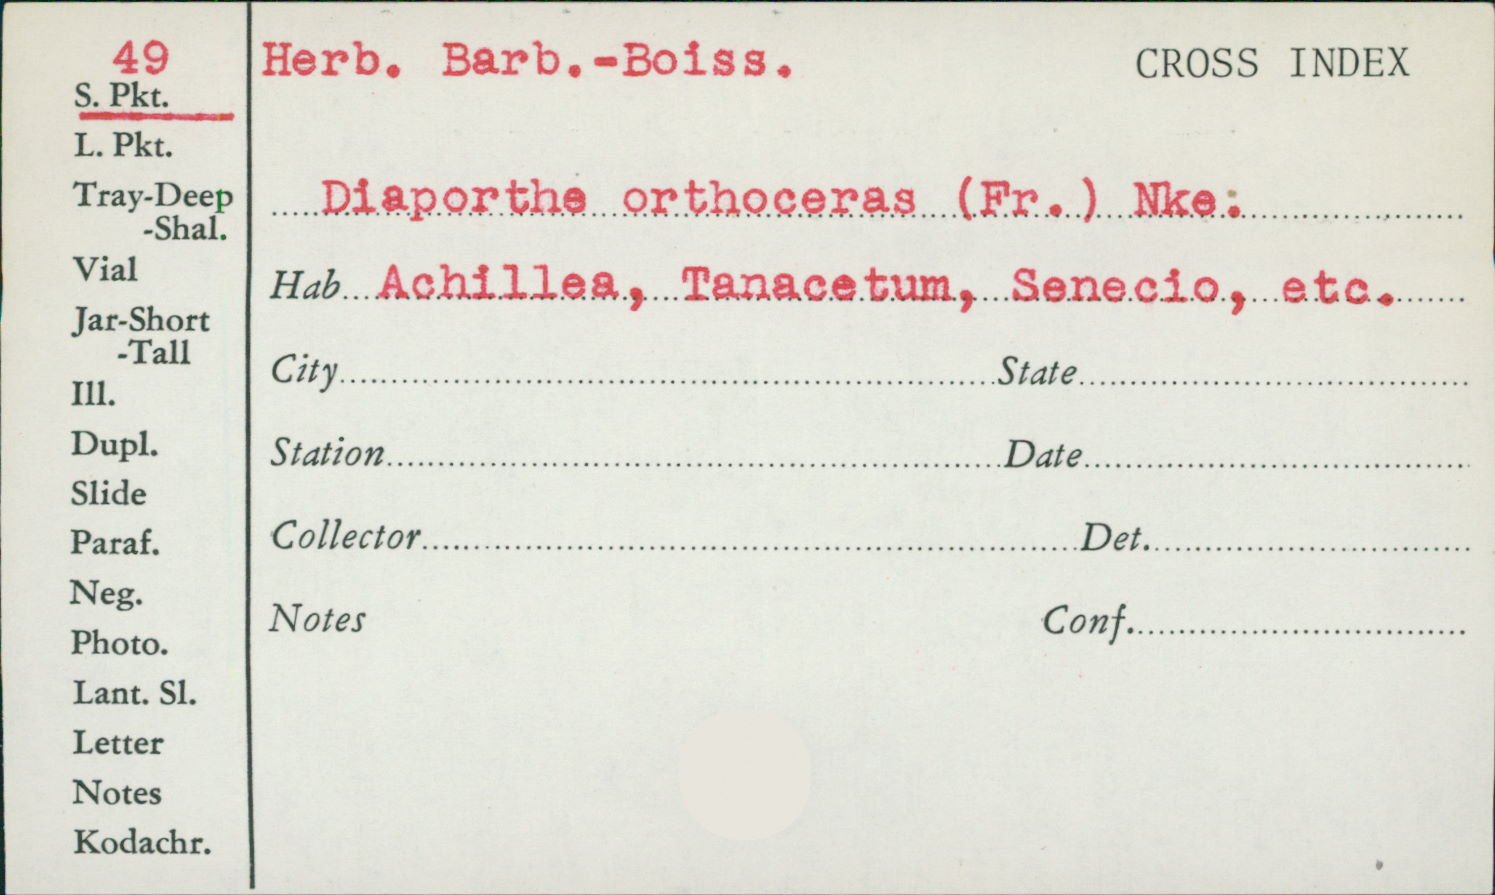 49 Herb. Barb.-Boiss. CROSS INDEX
S. Pkt.
L. Pkt.
Tray-Deep
-Shal.
Vial
Jar-Short
-Tall
Ill.
Dupl.
Slide
Paraf.
Neg.
Photo.
Lant. Sl.
Letter
Notes
Kodachr.
Diaporthe orthoceras (Fr.) Nke.
Hab. Achillea, Tanacetum, Senecio, etc.
City State
Station Date
Collector Det.
Notes Conf.